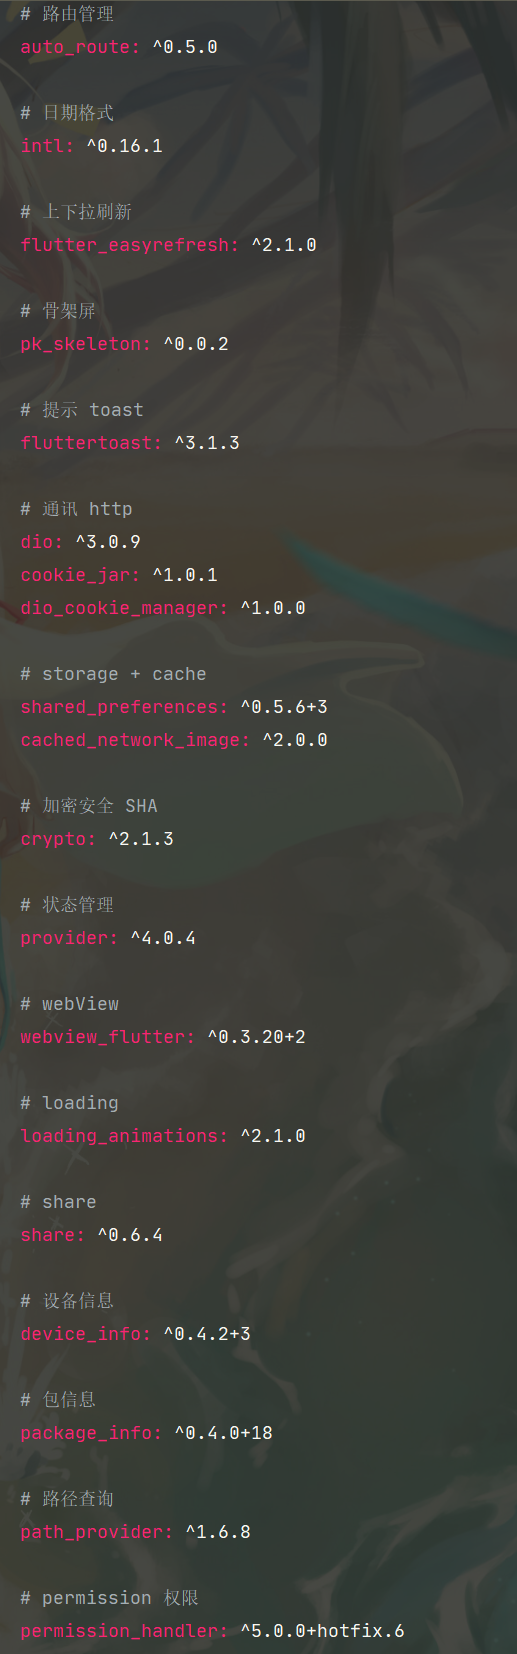 # 路由管理
auto_route: ^0.5.0
# 日期格式
intl: ^0.16.1
# 上下拉刷新
flutter_easyrefresh: ^2.1.0
# 骨架屏
pk_skeleton: ^0.0.2
# 提示 toast
fluttertoast: ^3.1.3
# 通讯 http
dio: ^3.0.9
cookie_jar: ^1.0.1
dio_cookie_manager: ^1.0.0
# storage + cache
shared_preferences: ^0.5.6+3
cached_network_image: ^2.0.0
# 加密安全 SHA
crypto: ^2.1.3
# 状态管理
provider: ^4.0.4
# webView
webview_flutter: ^0.3.20+2
# loading
loading_animations: ^2.1.0
# share
share: ^0.6.4
# 设备信息
device_info: ^0.4.2+3
# 包信息
package_info: ^0.4.0+18
# 路径查询
path_provider: ^1.6.8
# permission 权限
permission_handler: ^5.0.0+hotfix.6